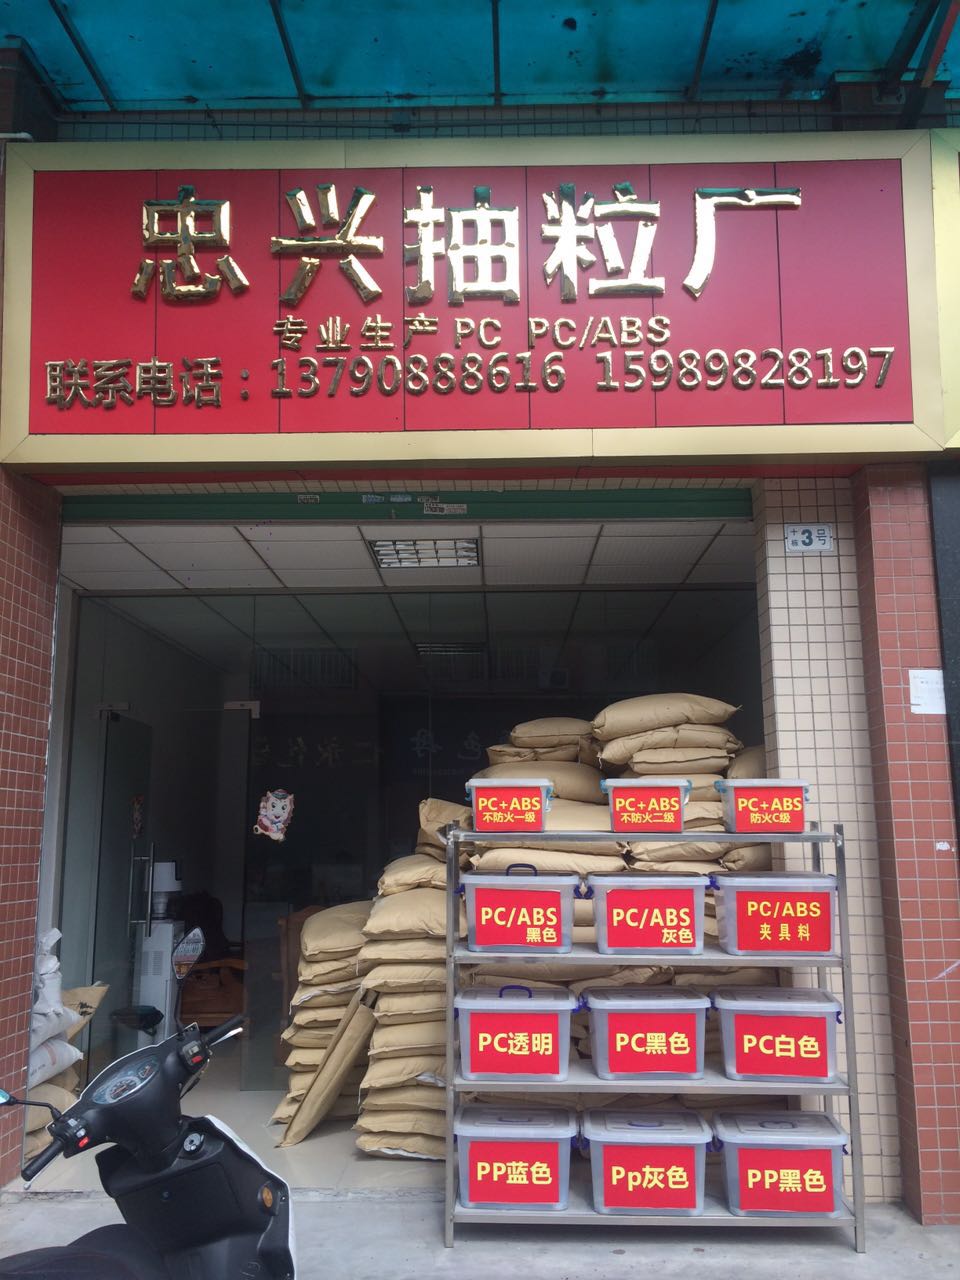 忠兴抽粒厂
专业生产 PC PC/ABS
联系电话：13790888616 15989828197
十栋 3号
PC+ABS
不防火一级
PC+ABS
不防火二级
PC+ABS
防火C级
PC/ABS
黑色
PC/ABS
灰色
PC/ABS
夹具料
PC透明
PC黑色
PC白色
PP蓝色
Pp灰色
PP黑色